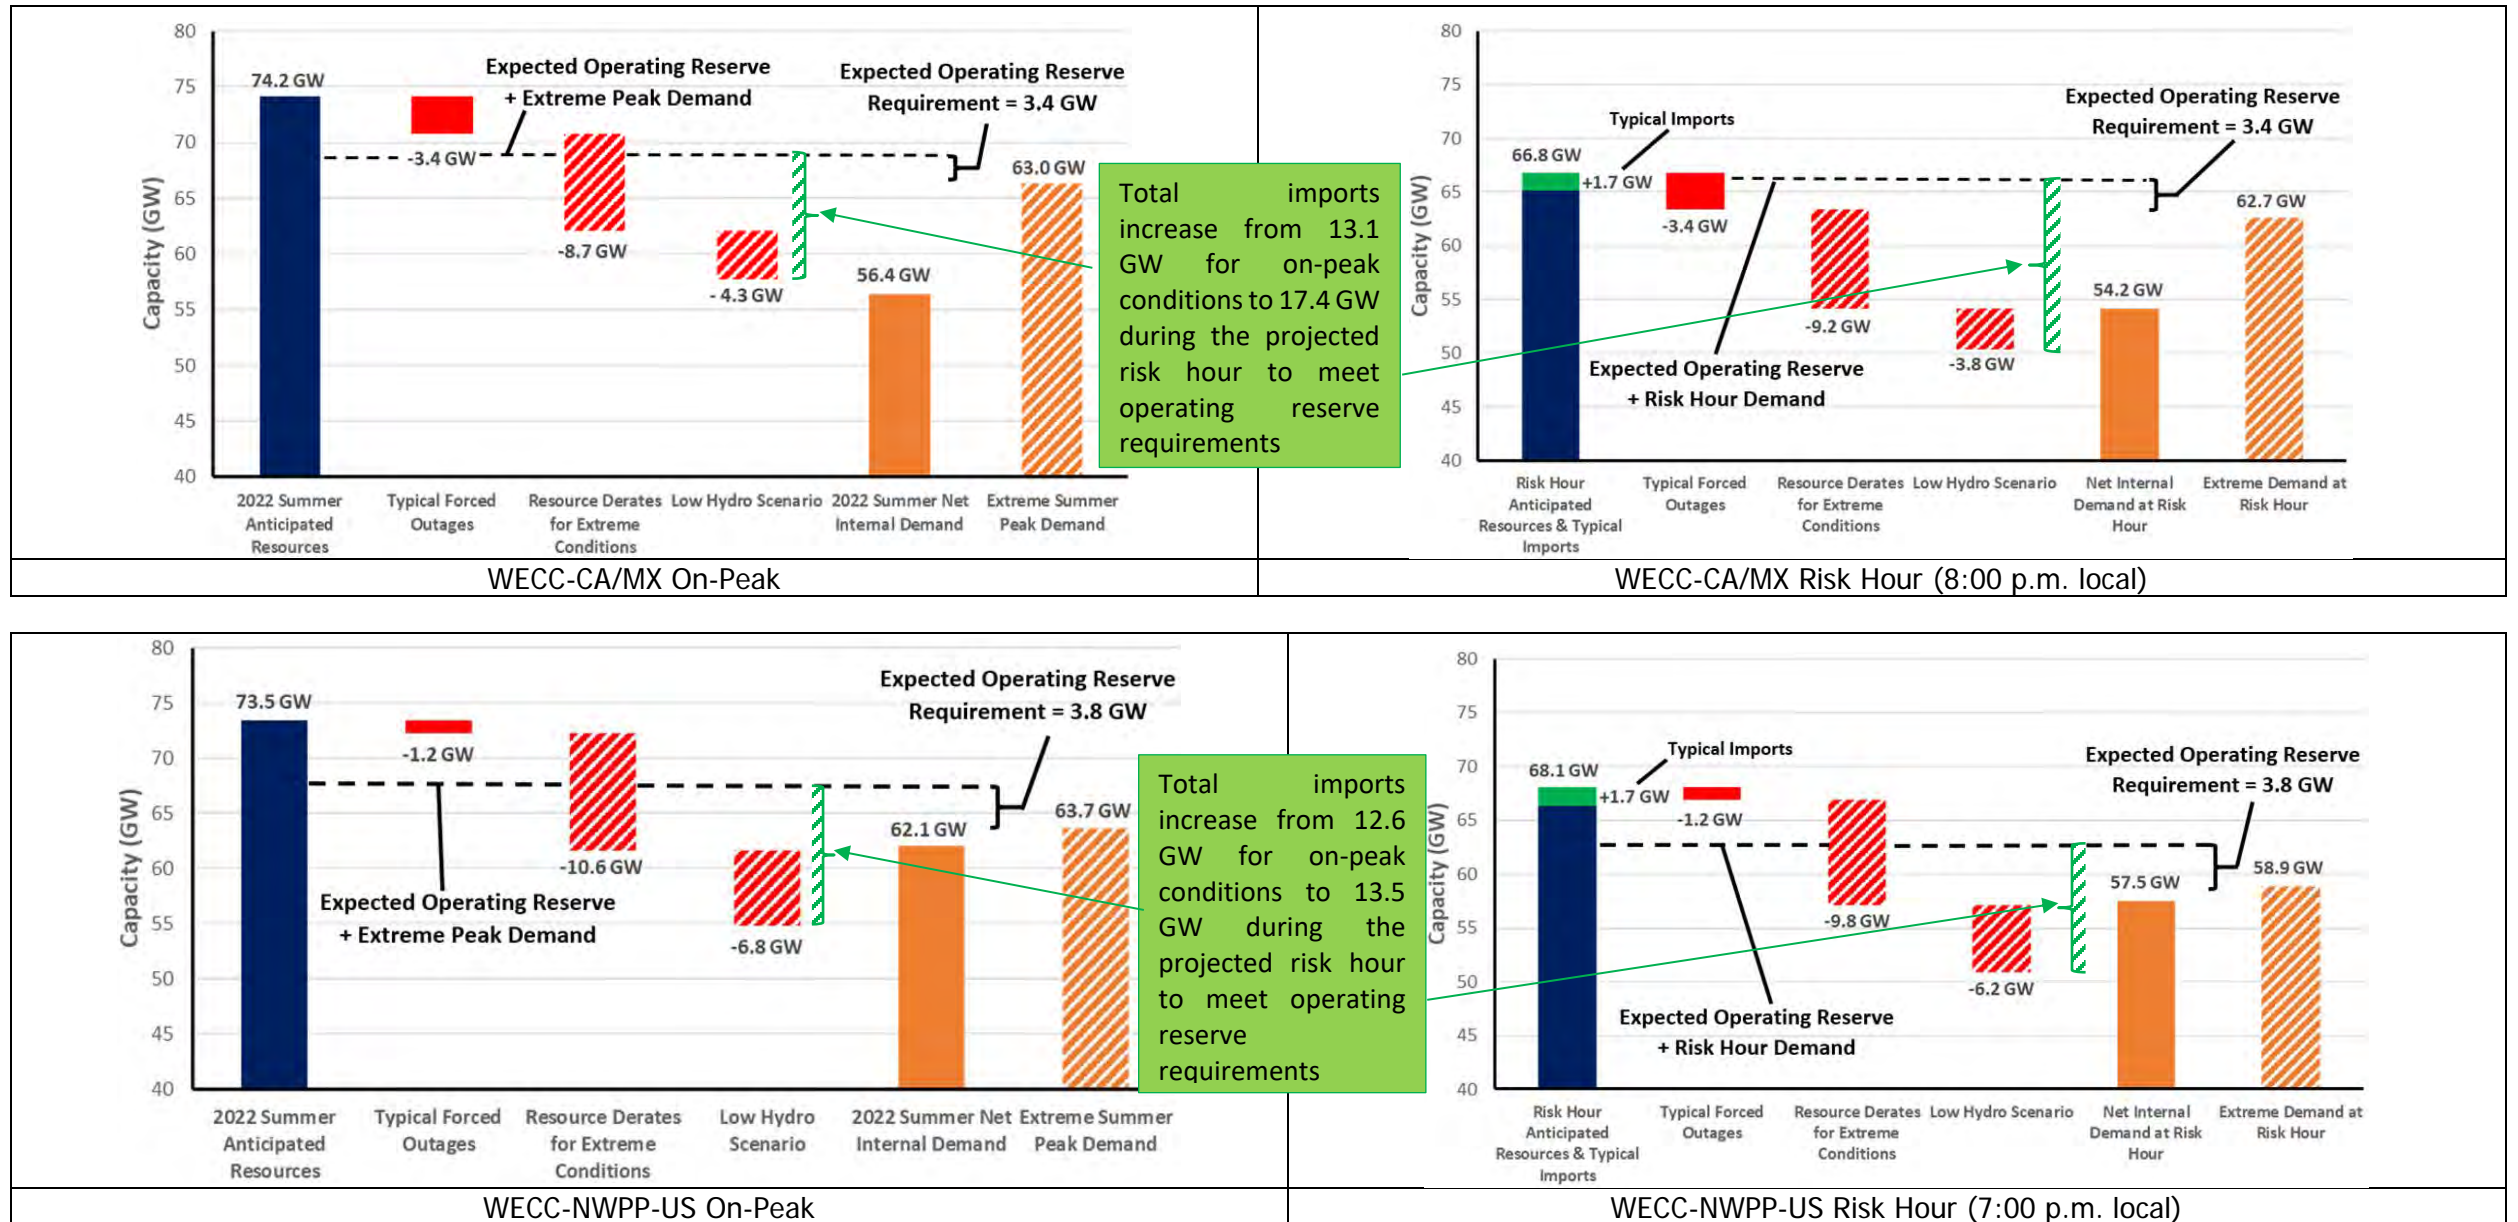 80
75
70
65
60
55
50
45
40
Capacity (GW)
74.2 GW
Expected Operating Reserve
+ Extreme Peak Demand
Expected Operating Reserve
Requirement = 3.4 GW
-3.4 GW
-8.7 GW
- 4.3 GW
56.4 GW
63.0 GW
2022 Summer
Anticipated
Resources
Typical Forced
Outages
Resource Derates
for Extreme
Conditions
Low Hydro Scenario
2022 Summer Net
Internal Demand
Extreme Summer
Peak Demand
WECC-CA/MX On-Peak
Total imports
increase from 13.1
GW for on-peak
conditions to 17.4 GW
during the projected
risk hour to meet
operating reserve
requirements
80
75
70
65
60
55
50
45
40
Capacity (GW)
66.8 GW
Typical Imports
+1.7 GW
-3.4 GW
-9.2 GW
-3.8 GW
Expected Operating Reserve
+ Risk Hour Demand
Expected Operating Reserve
Requirement = 3.4 GW
54.2 GW
62.7 GW
Risk Hour
Anticipated
Resources & Typical
Imports
Typical Forced
Outages
Resource Derates
for Extreme
Conditions
Low Hydro Scenario
Net Internal
Demand at Risk
Hour
Extreme Demand at
Risk Hour
WECC-CA/MX Risk Hour (8:00 p.m. local)
80
75
70
65
60
55
50
45
40
Capacity (GW)
73.5 GW
-1.2 GW
-10.6 GW
-6.8 GW
Expected Operating Reserve
+ Extreme Peak Demand
Expected Operating Reserve
Requirement = 3.8 GW
62.1 GW
63.7 GW
2022 Summer
Anticipated
Resources
Typical Forced
Outages
Resource Derates
for Extreme
Conditions
Low Hydro
Scenario
2022 Summer Net
Internal Demand
Extreme Summer
Peak Demand
WECC-NWPP-US On-Peak
Total imports
increase from 12.6
GW for on-peak
conditions to 13.5
GW during the
projected risk hour
to meet operating
reserve
requirements
80
75
70
65
60
55
50
45
40
Capacity (GW)
68.1 GW
Typical Imports
+1.7 GW
-1.2 GW
-9.8 GW
-6.2 GW
Expected Operating Reserve
+ Risk Hour Demand
Expected Operating Reserve
Requirement = 3.8 GW
57.5 GW
58.9 GW
Risk Hour
Anticipated
Resources & Typical
Imports
Typical Forced
Outages
Resource Derates
for Extreme
Conditions
Low Hydro Scenario
Net Internal
Demand at Risk
Hour
Extreme Demand at
Risk Hour
WECC-NWPP-US Risk Hour (7:00 p.m. local)